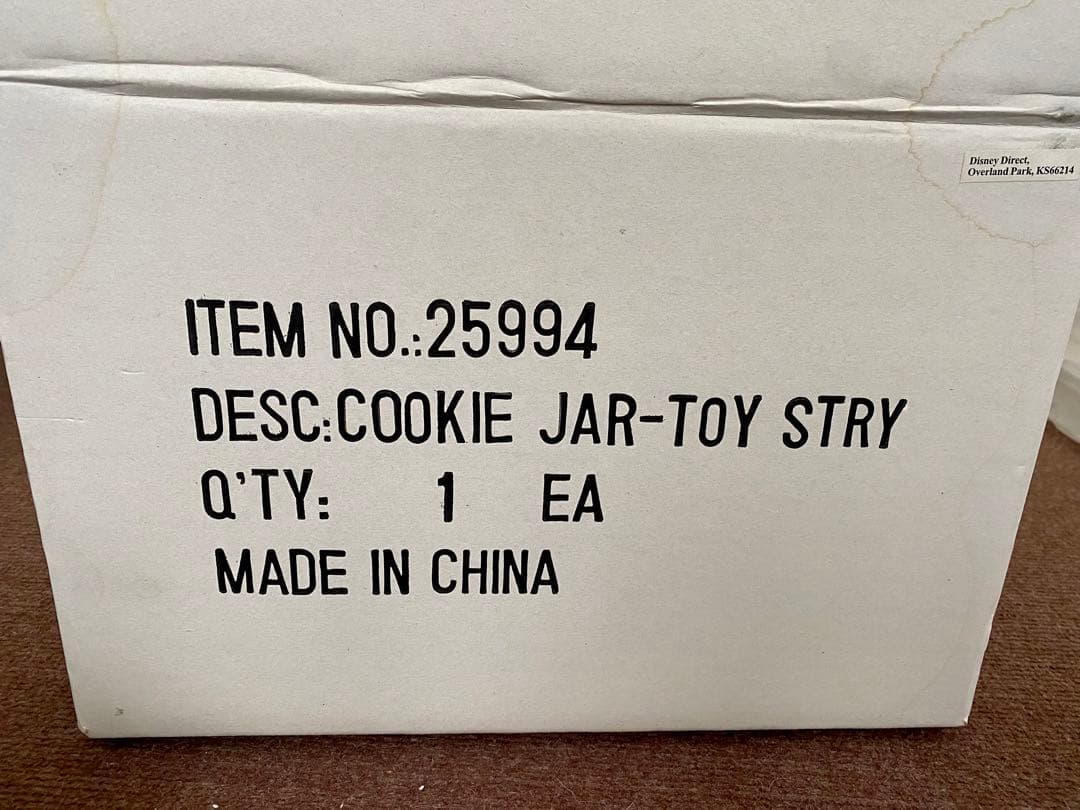 Disney Direct,
Overland Park, KS66214
ITEM NO.:25994
DESC:COOKIE JAR-TOY STRY
Q'TY: 1 EA
MADE IN CHINA